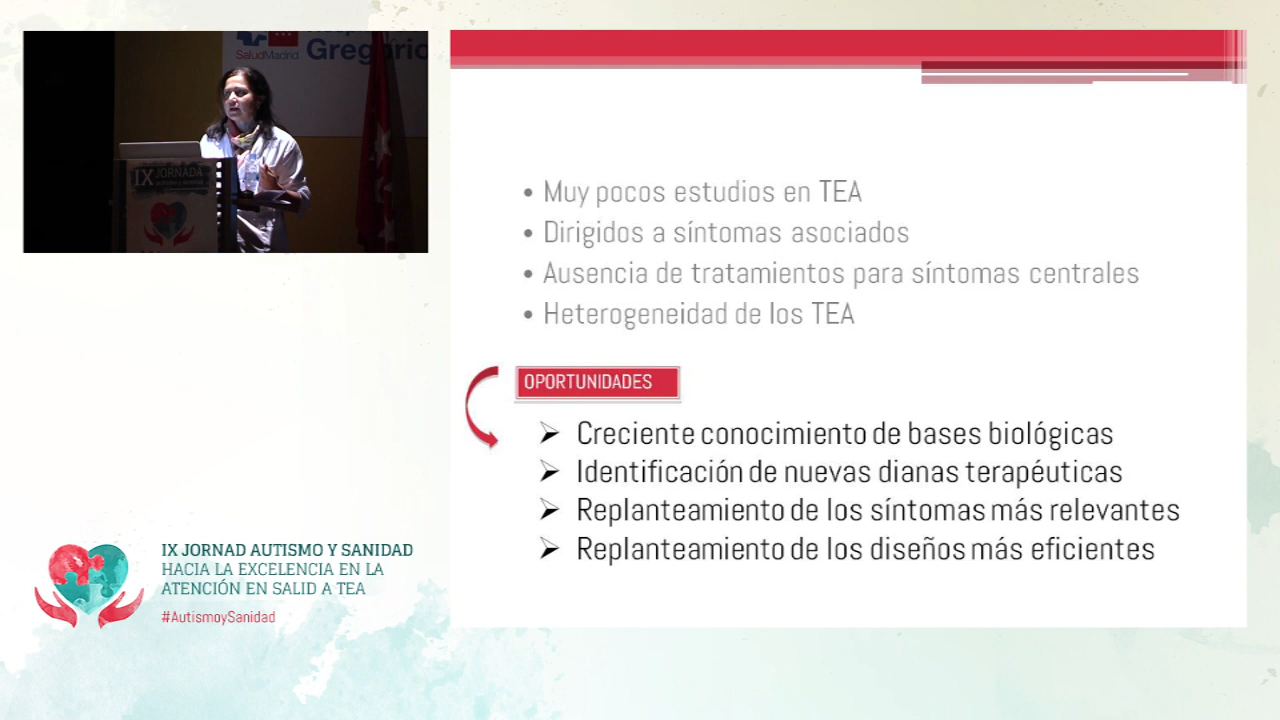 SaludMadrid
Gregorio
IX JORNADA
autismo y sanidad
• Muy pocos estudios en TEA
• Dirigidos a síntomas asociados
• Ausencia de tratamientos para síntomas centrales
• Heterogeneidad de los TEA
OPORTUNIDADES
➢ Creciente conocimiento de bases biológicas
➢ Identificación de nuevas dianas terapéuticas
➢ Replanteamiento de los síntomas más relevantes
➢ Replanteamiento de los diseños más eficientes
IX JORNAD AUTISMO Y SANIDAD
HACIA LA EXCELENCIA EN LA
ATENCIÓN EN SALID A TEA
#AutismoySanidad